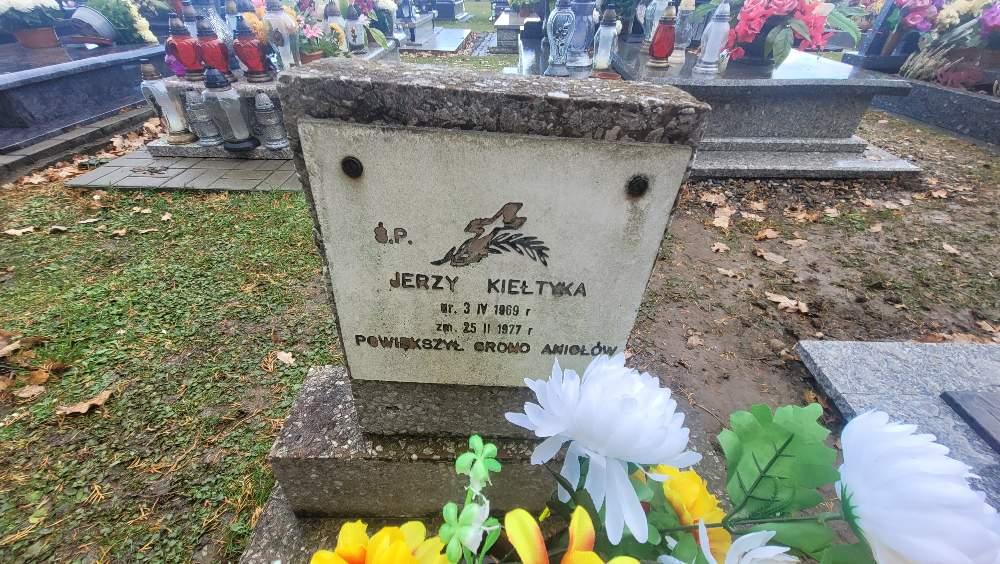 Ś.P.
JERZY KIEŁTYKA
ur. 3 IV 1969 r
zm. 25 II 1977 r
POWIĘKSZYŁ GRONO ANIOŁÓW